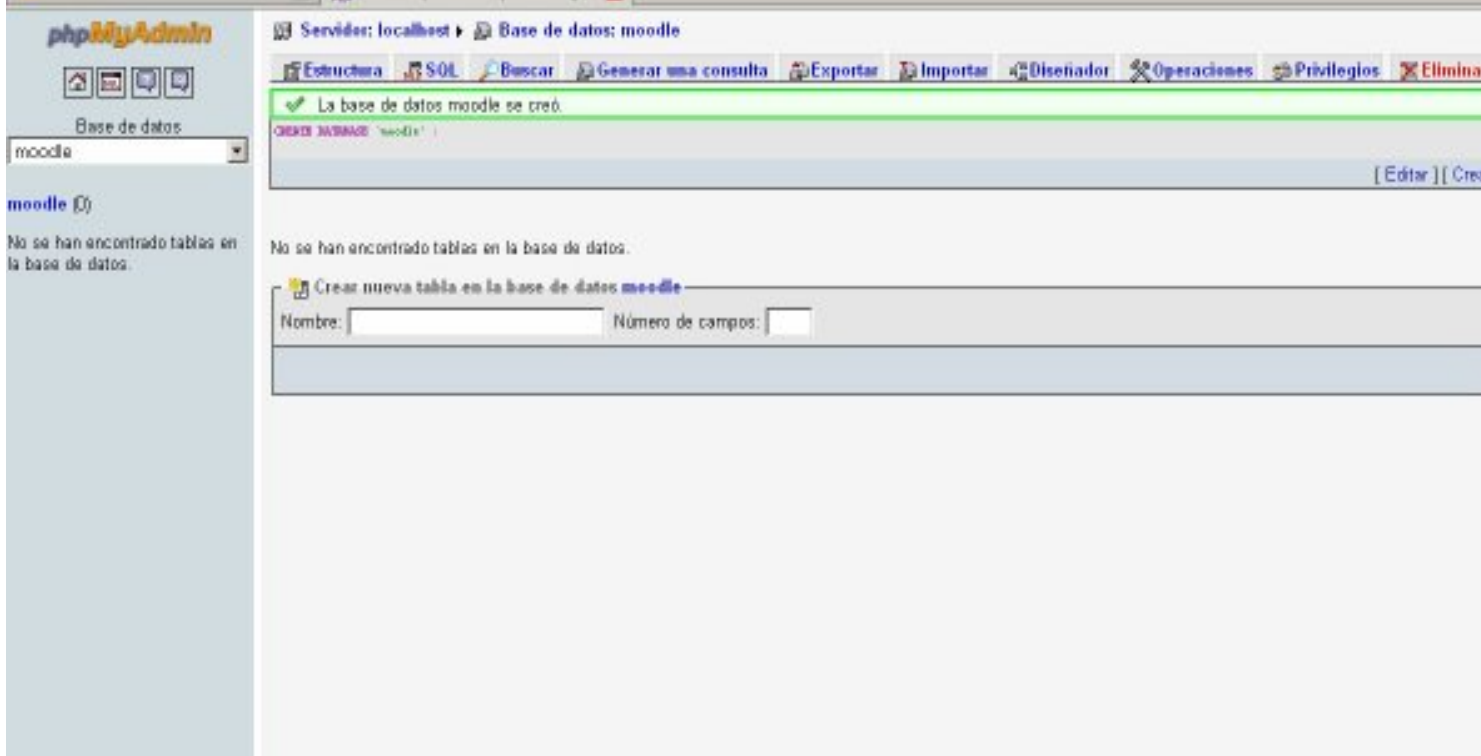 phpMyAdmin
Base de datos
moodle
moodle (0)
No se han encontrado tablas en
la base de datos.
Servidor: localhost Base de datos: moodle
Estructura SQL Buscar Generar una consulta Exportar Importar Diseñador Operaciones Privilegios Elimina
La base de datos moodle se creó.
CREATE DATABASE `moodle` ;
[ Editar ] [ Crea
No se han encontrado tablas en la base de datos.
Crear nueva tabla en la base de datos moodle
Nombre: Número de campos: